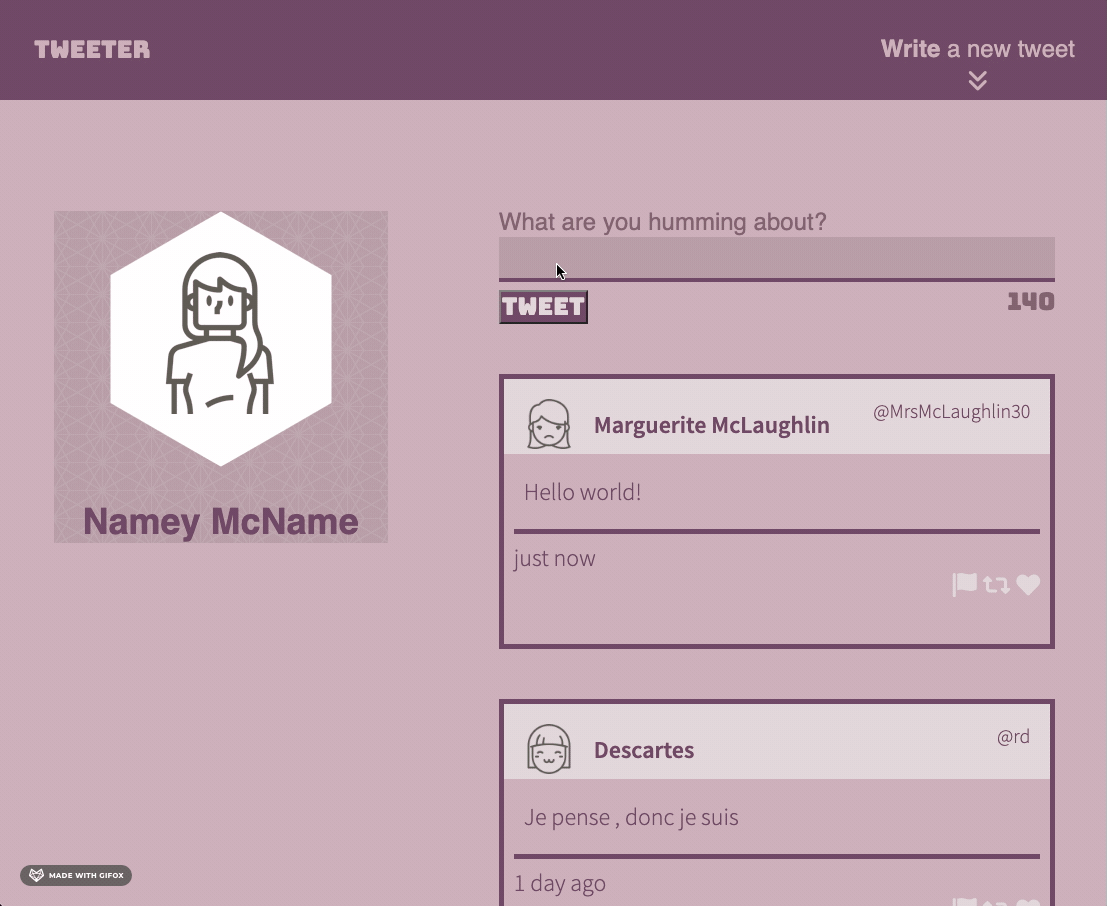 TWEETER
Write a new tweet
Namey McName
What are you humming about?
TWEET
140
Marguerite McLaughlin
@MrsMcLaughlin30
Hello world!
just now
Descartes
@rd
Je pense , donc je suis
1 day ago
MADE WITH GIFOX